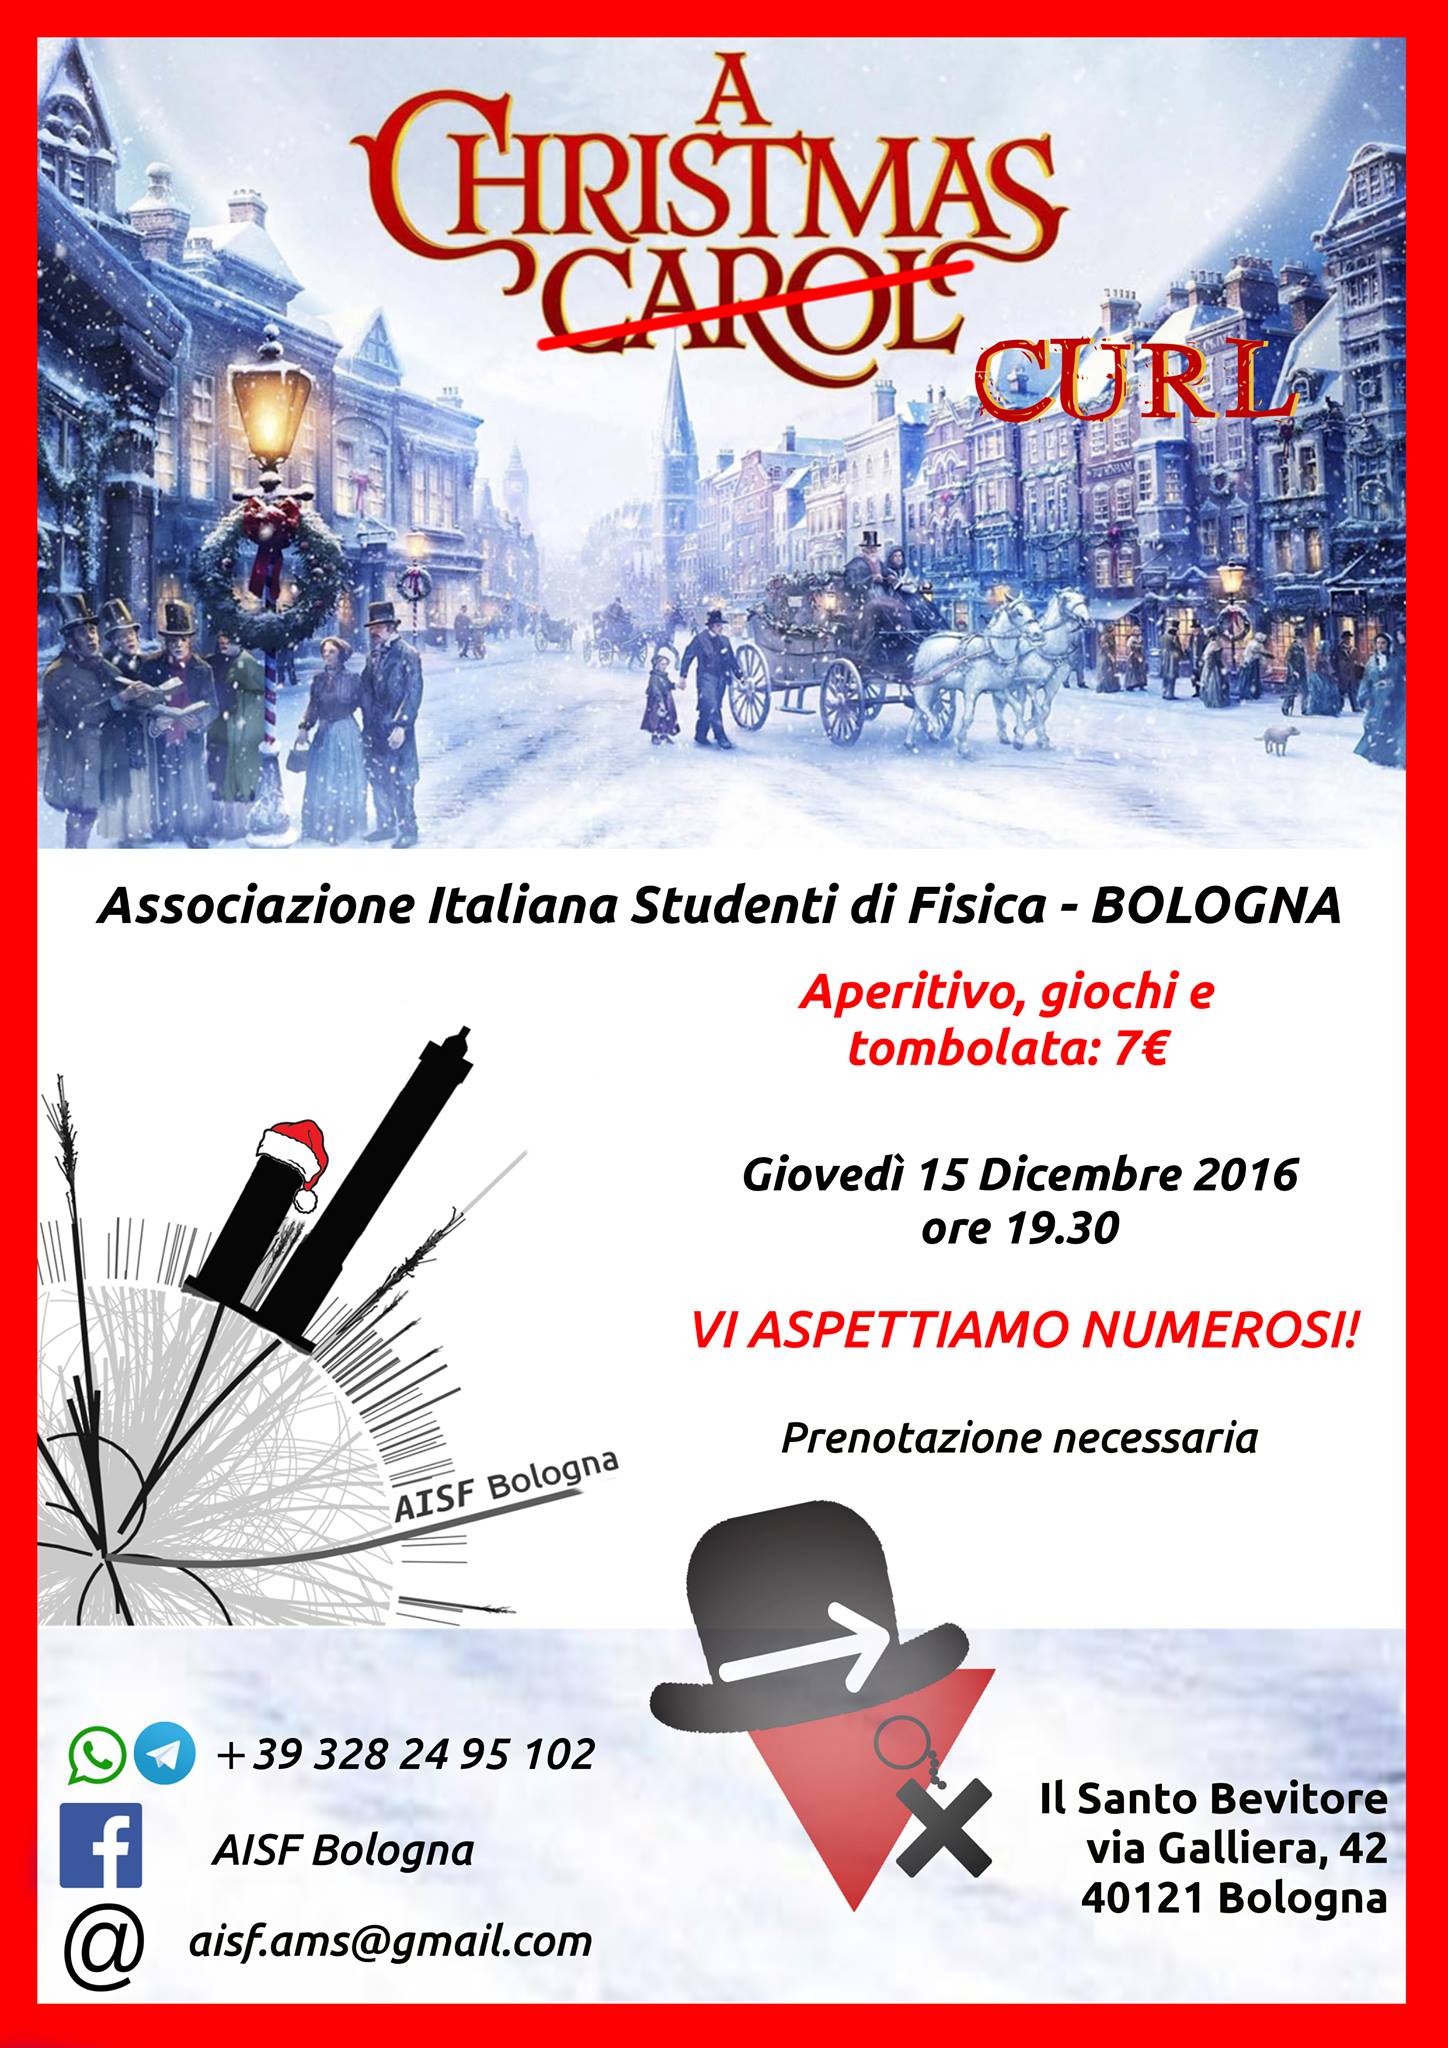 A
CHRISTMAS
CAROL
CURL
Associazione Italiana Studenti di Fisica - BOLOGNA
Aperitivo, giochi e
tombolata: 7€
Giovedì 15 Dicembre 2016
ore 19.30
VI ASPETTIAMO NUMEROSI!
Prenotazione necessaria
AISF Bologna
+39 328 24 95 102
AISF Bologna
@ aisf.ams@gmail.com
Il Santo Bevitore
via Galliera, 42
40121 Bologna